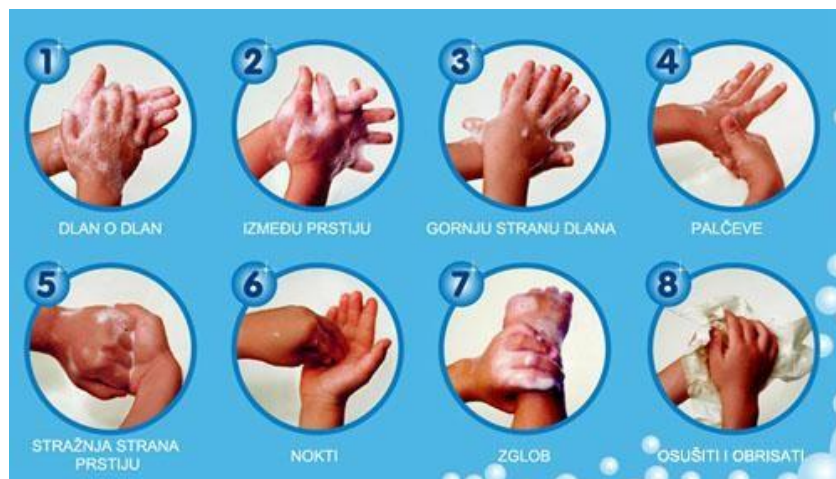 1
2
3
4
DLAN O DLAN
IZMEĐU PRSTIJU
GORNJU STRANU DLANA
PALČEVE
5
6
7
8
STRAŽNJA STRANA
PRSTIJU
NOKTI
ZGLOB
OSUŠITI I OBRISATI